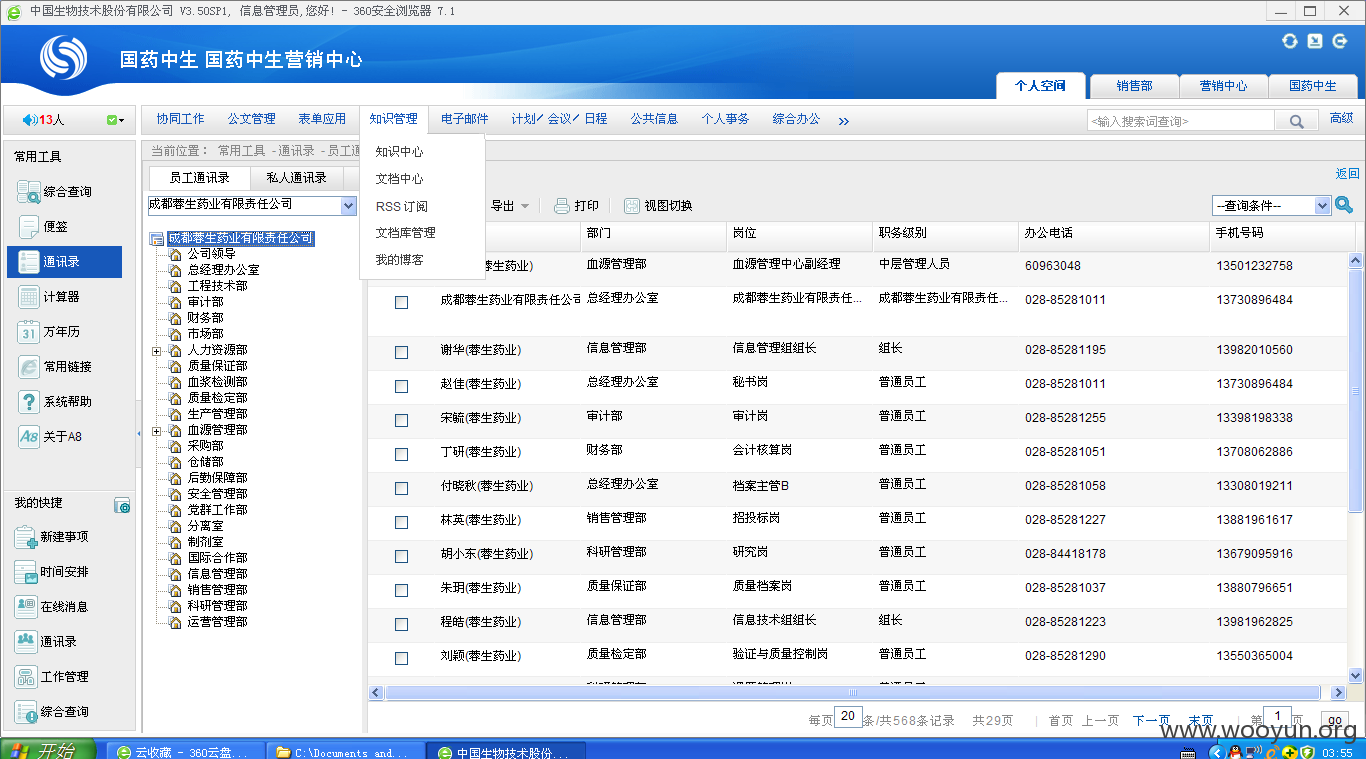 中国生物技术股份有限公司 V3.50SP1, 信息管理员,您好! - 360安全浏览器 7.1
国药中生 国药中生营销中心
个人空间 销售部 营销中心 国药中生
13人
协同工作 公文管理 表单应用 知识管理 电子邮件 计划/会议/日程 公共信息 个人事务 综合办公 »
<输入搜索词查询> 高级
常用工具
综合查询
便签
通讯录
计算器
31 万年历
常用链接
? 系统帮助
A8 关于A8
我的快捷
新建事项
时间安排
在线消息
通讯录
工作管理
综合查询
当前位置： 常用工具 - 通讯录 - 员工通
返回
员工通讯录 私人通讯录
成都蓉生药业有限责任公司
知识中心
文档中心
RSS订阅
文档库管理
我的博客
导出 打印 视图切换
--查询条件--
成都蓉生药业有限责任公司
公司领导
总经理办公室
工程技术部
审计部
财务部
市场部
人力资源部
质量保证部
血浆检测部
质量检定部
生产管理部
血源管理部
采购部
仓储部
后勤保障部
安全管理部
党群工作部
分离室
制剂室
国际合作部
信息管理部
销售管理部
科研管理部
运营管理部
部门 岗位 职务级别 办公电话 手机号码
蓉生药业) 血源管理部 血源管理中心副经理 中层管理人员 60963048 13501232758
成都蓉生药业有限责任公司 总经理办公室 成都蓉生药业有限责任... 成都蓉生药业有限责任... 028-85281011 13730896484
谢华(蓉生药业) 信息管理部 信息管理组组长 组长 028-85281195 13982010560
赵佳(蓉生药业) 总经理办公室 秘书岗 普通员工 028-85281011 13730896484
宋毓(蓉生药业) 审计部 审计岗 普通员工 028-85281255 13398198338
丁研(蓉生药业) 财务部 会计核算岗 普通员工 028-85281051 13708062886
付晓秋(蓉生药业) 总经理办公室 档案主管B 普通员工 028-85281058 13308019211
林英(蓉生药业) 销售管理部 招投标岗 普通员工 028-85281227 13881961617
胡小东(蓉生药业) 科研管理部 研究岗 普通员工 028-84418178 13679095916
朱玥(蓉生药业) 质量保证部 质量档案岗 普通员工 028-85281037 13880796651
程皓(蓉生药业) 信息管理部 信息技术组组长 组长 028-85281223 13981962825
刘颖(蓉生药业) 质量检定部 验证与质量控制岗 普通员工 028-85281290 13550365004
每页 20 条/共568条记录 共29页 | 首页 上一页 下一页 末页 | 第 1 页 go
www.wooyun.org
开始 云收藏 - 360云盘... C:\Documents and... 中国生物技术股份... 03:55